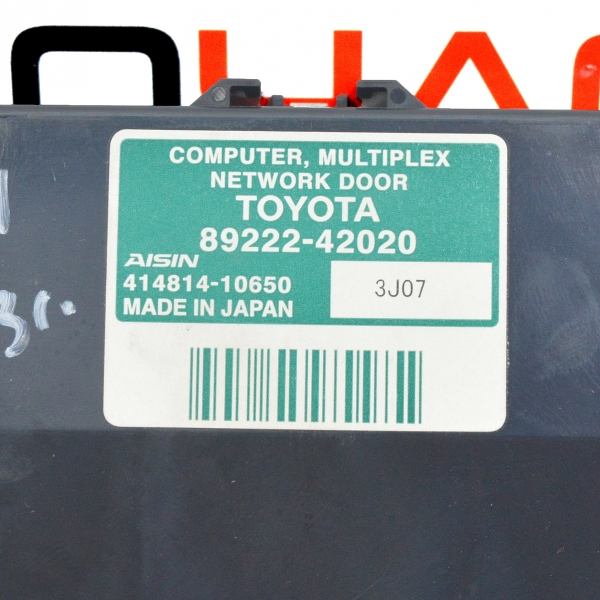 COMPUTER, MULTIPLEX
NETWORK DOOR
TOYOTA
89222-42020
AISIN
414814-10650
3J07
MADE IN JAPAN